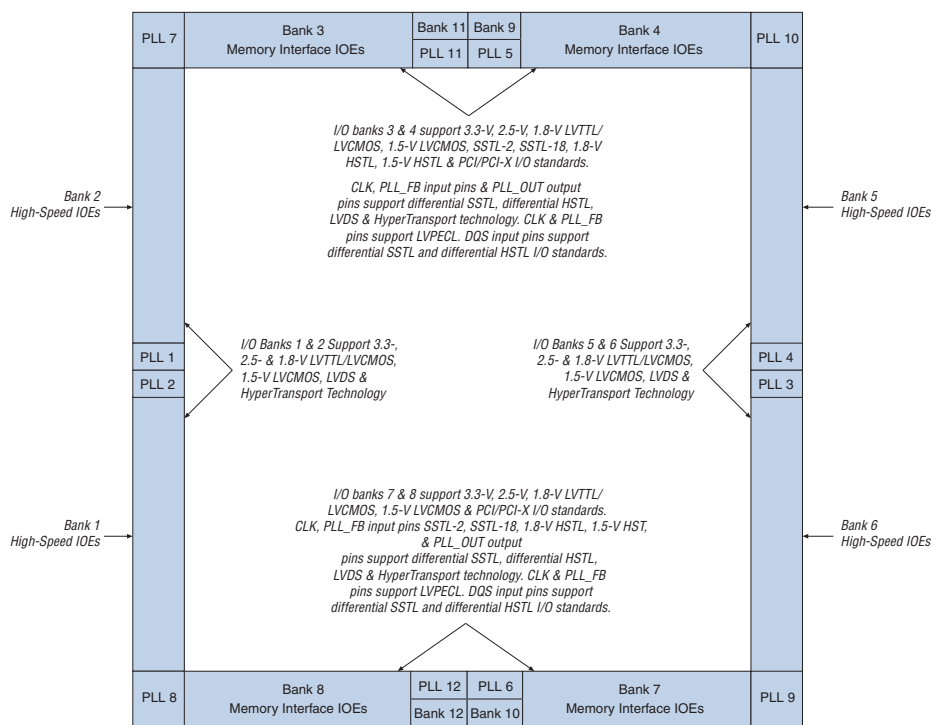 PLL 7
Bank 3
Memory Interface IOEs
Bank 11
Bank 9
PLL 11
PLL 5
Bank 4
Memory Interface IOEs
PLL 10
I/O banks 3 & 4 support 3.3-V, 2.5-V, 1.8-V LVTTL/
LVCMOS, 1.5-V LVCMOS, SSTL-2, SSTL-18, 1.8-V
HSTL, 1.5-V HSTL & PCI/PCI-X I/O standards.
CLK, PLL_FB input pins & PLL_OUT output
pins support differential SSTL, differential HSTL,
LVDS & HyperTransport technology. CLK & PLL_FB
pins support LVPECL. DQS input pins support
differential SSTL and differential HSTL I/O standards.
Bank 2
High-Speed IOEs
Bank 5
High-Speed IOEs
PLL 1
PLL 2
I/O Banks 1 & 2 Support 3.3-,
2.5- & 1.8-V LVTTL/LVCMOS,
1.5-V LVCMOS, LVDS &
HyperTransport Technology
I/O Banks 5 & 6 Support 3.3-,
2.5- & 1.8-V LVTTL/LVCMOS,
1.5-V LVCMOS, LVDS &
HyperTransport Technology
PLL 4
PLL 3
I/O banks 7 & 8 support 3.3-V, 2.5-V, 1.8-V LVTTL/
LVCMOS, 1.5-V LVCMOS & PCI/PCI-X I/O standards.
CLK, PLL_FB input pins SSTL-2, SSTL-18, 1.8-V HSTL, 1.5-V HST,
& PLL_OUT output
pins support differential SSTL, differential HSTL,
LVDS & HyperTransport technology. CLK & PLL_FB
pins support LVPECL. DQS input pins support
differential SSTL and differential HSTL I/O standards.
Bank 1
High-Speed IOEs
Bank 6
High-Speed IOEs
PLL 8
Bank 8
Memory Interface IOEs
PLL 12
PLL 6
Bank 12
Bank 10
Bank 7
Memory Interface IOEs
PLL 9